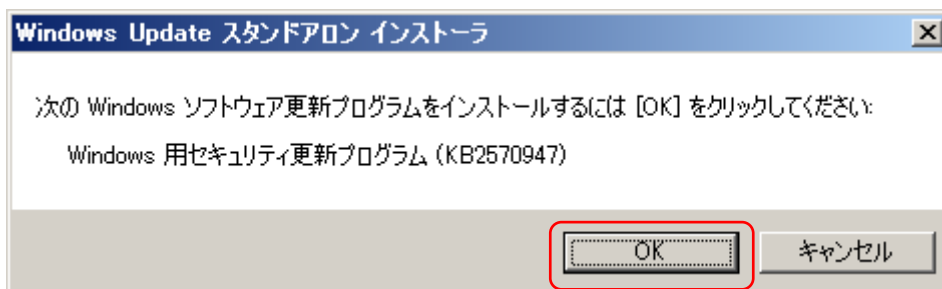 Windows Update スタンドアロン インストーラ
次の Windows ソフトウェア更新プログラムをインストールするには [OK] をクリックしてください:
Windows 用セキュリティ更新プログラム (KB2570947)
OK キャンセル